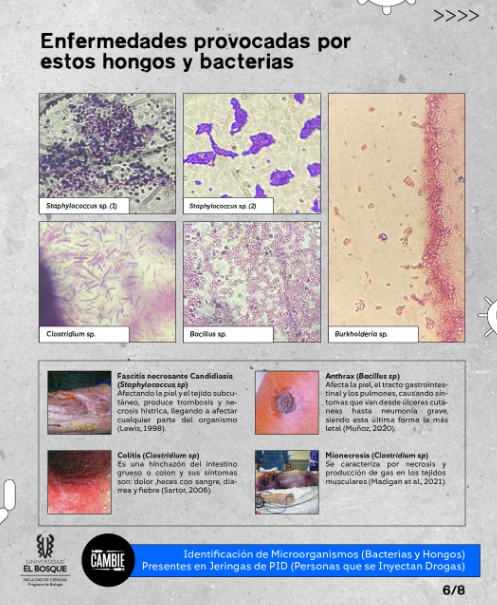 >>>>
Enfermedades provocadas por
estos hongos y bacterias
Staphylococcus sp. (1)
Staphylococcus sp. (2)
Clostridium sp.
Bacillus sp.
Burkholderia sp.
Fascitis necrosante Candidiasis
(Staphylococcus sp)
Afectando la piel y el tejido subcu-
táneo, produce trombosis y ne-
crosis hística, llegando a afectar
cualquier parte del organismo
(Lewis, 1998).
Anthrax (Bacillus sp)
Afecta la piel, el tracto gastrointes-
tinal y los pulmones, causando sín-
tomas que van desde úlceras cutá-
neas hasta neumonía grave,
siendo esta última forma la más
letal (Muñoz, 2020).
Colitis (Clostridium sp)
Es una hinchazón del intestino
grueso o colon y sus síntomas
son: dolor ,heces con sangre, dia-
rrea y fiebre (Sartor, 2006).
Mionecrosis (Clostridium sp)
Se caracteriza por necrosis y
producción de gas en los tejidos
musculares (Madigan et al., 2021).
UNIVERSIDAD
EL BOSQUE
FACULTAD DE CIENCIAS
Programa de Biología
CAMBIE
Identificación de Microorganismos (Bacterias y Hongos)
Presentes en Jeringas de PID (Personas que se Inyectan Drogas)
6/8